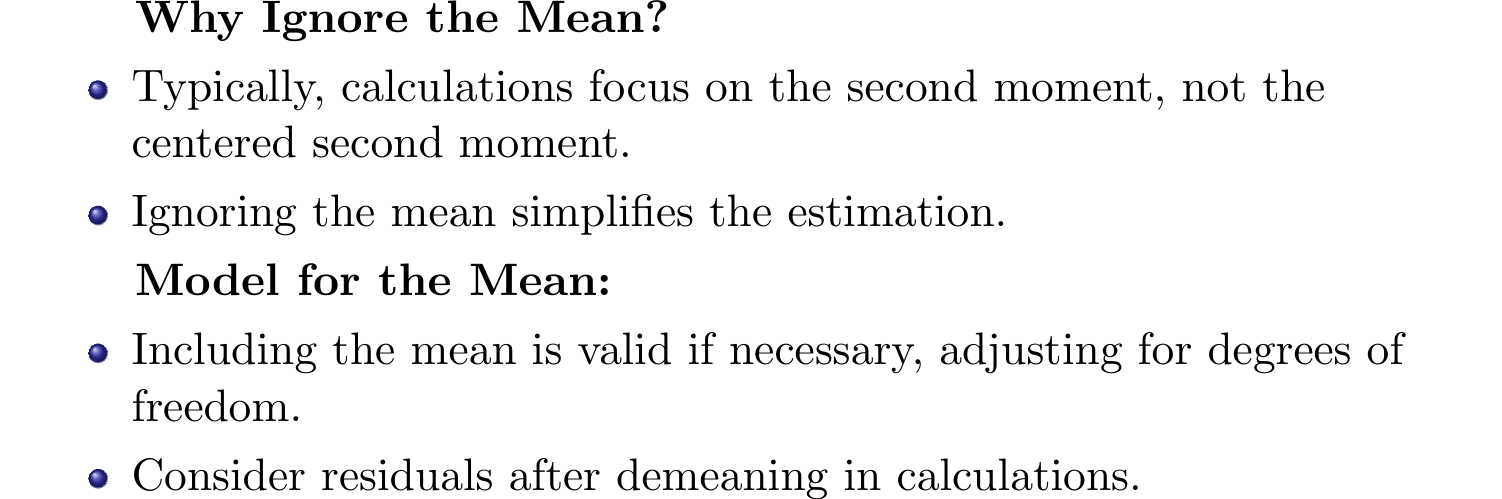 Why Ignore the Mean?
Typically, calculations focus on the second moment, not the
centered second moment.
Ignoring the mean simplifies the estimation.
Model for the Mean:
Including the mean is valid if necessary, adjusting for degrees of
freedom.
Consider residuals after demeaning in calculations.